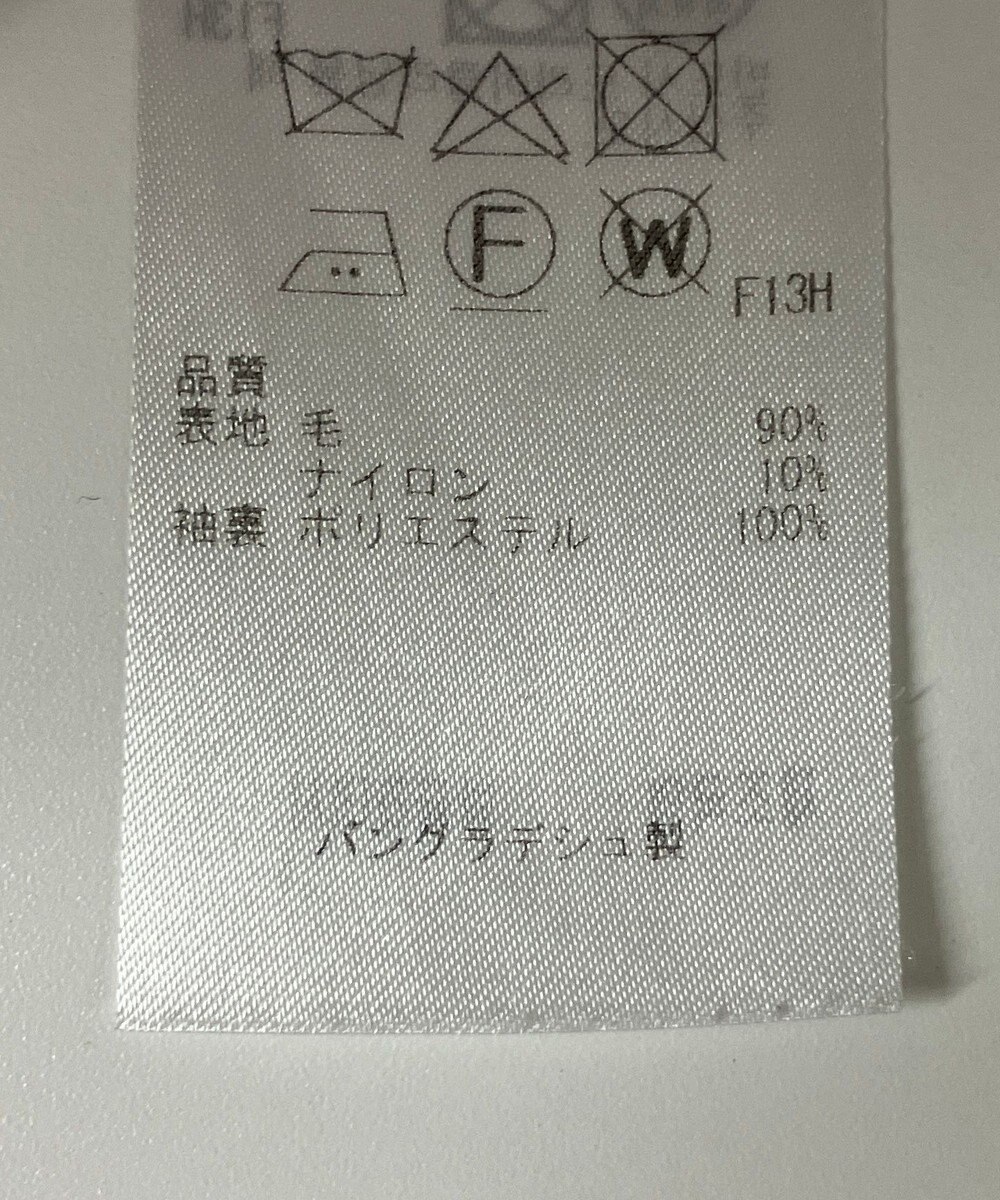 F
W
F13H
品質
表地 毛 90%
ナイロン 10%
袖裏 ポリエステル 100%
バングラデシュ製